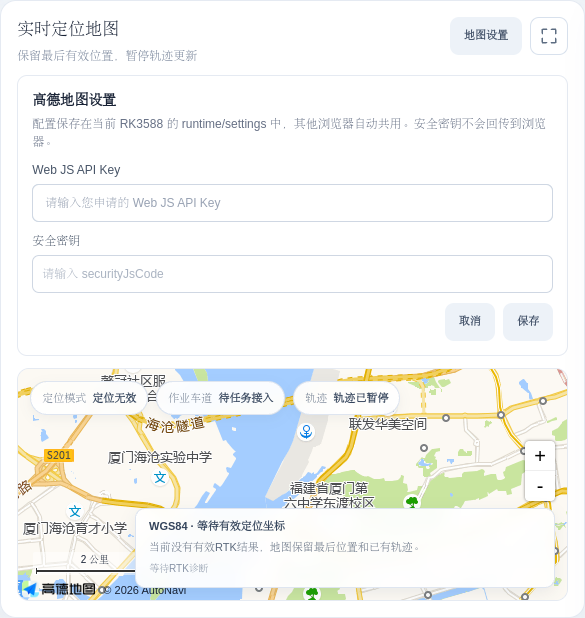 实时定位地图
保留最后有效位置，暂停轨迹更新
地图设置
高德地图设置
配置保存在当前 RK3588 的 runtime/settings 中，其他浏览器自动共用。安全密钥不会回传到浏览
器。
Web JS API Key
请输入您申请的 Web JS API Key
安全密钥
请输入 securityJsCode
取消
保存
定位模式 定位无效
作业车道 待任务接入
轨迹 轨迹已暂停
海沧隧道
联发华美空间
S201
厦门海沧实验中学
路
福建省厦门第
六中学东渡校区
厦门海沧育才小学
+
-
WGS84 · 等待有效定位坐标
当前没有有效RTK结果，地图保留最后位置和已有轨迹。
等待RTK诊断
2 公里
高德地图 © 2026 AutoNavi